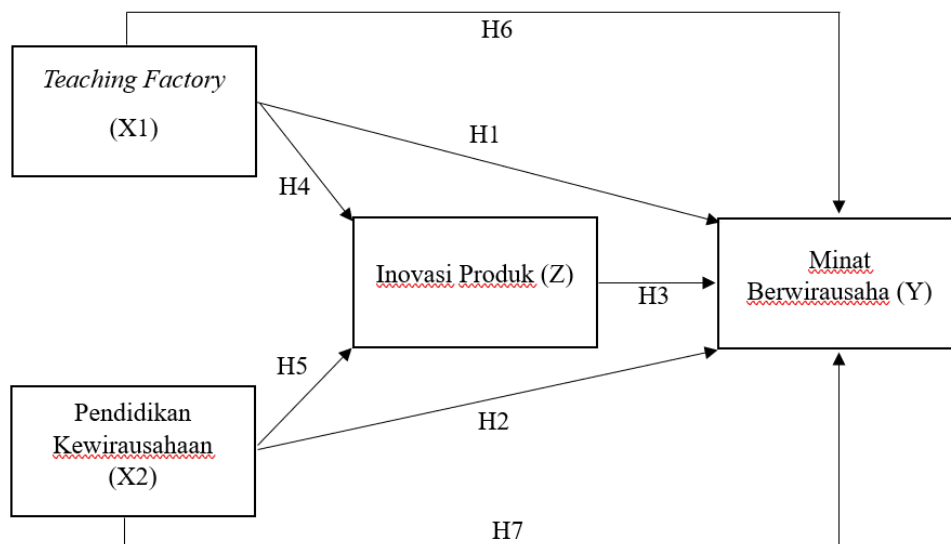 H6
Teaching Factory
(X1)
H1
H4
Inovasi Produk (Z)
H3
Minat
Berwirausaha (Y)
H5
Pendidikan
Kewirausahaan
(X2)
H2
H7